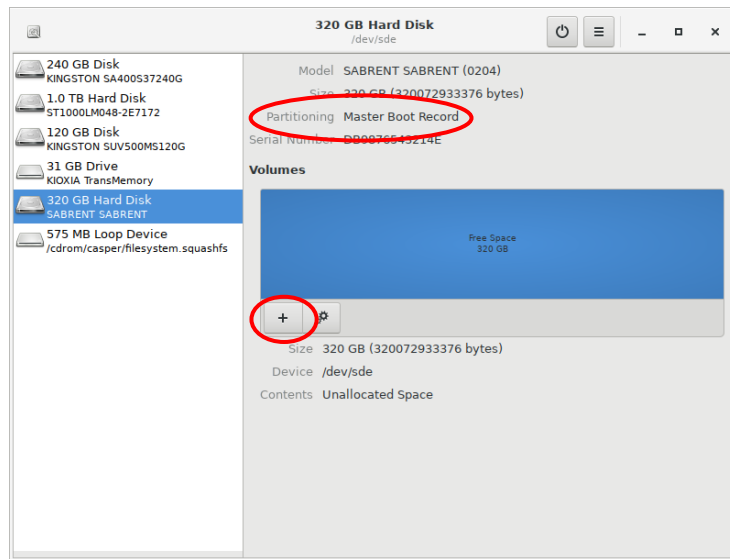 320 GB Hard Disk
/dev/sde
240 GB Disk
KINGSTON SA400S37240G
1.0 TB Hard Disk
ST1000LM048-2E7172
120 GB Disk
KINGSTON SUV500MS120G
31 GB Drive
KIOXIA TransMemory
320 GB Hard Disk
SABRENT SABRENT
575 MB Loop Device
/cdrom/casper/filesystem.squashfs
Model SABRENT SABRENT (0204)
Size 320 GB (320072933376 bytes)
Partitioning Master Boot Record
Serial Number DB9876543214E
Volumes
Free Space
320 GB
Size 320 GB (320072933376 bytes)
Device /dev/sde
Contents Unallocated Space